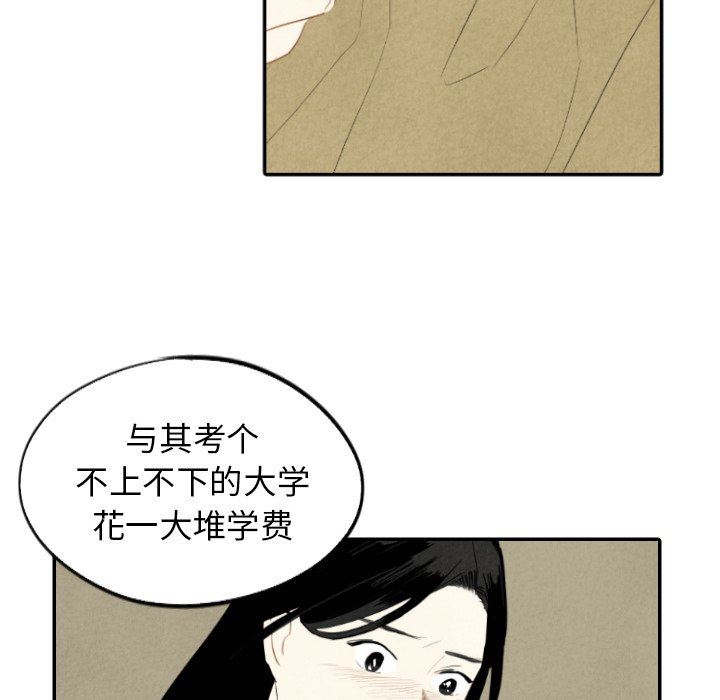 与其考个
不上不下的大学
花一大堆学费